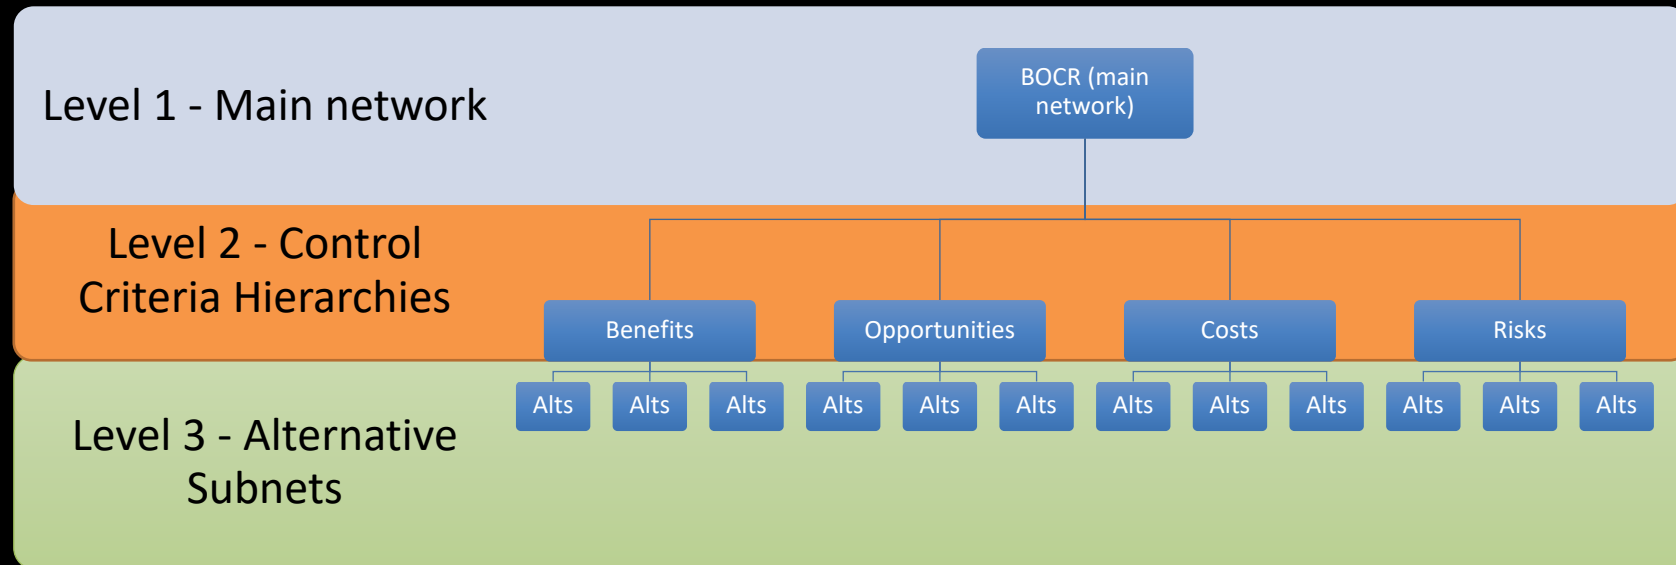 Level 1 - Main network
BOCR (main
network)
Level 2 - Control
Criteria Hierarchies
Benefits
Opportunities
Costs
Risks
Level 3 - Alternative
Subnets
Alts
Alts
Alts
Alts
Alts
Alts
Alts
Alts
Alts
Alts
Alts
Alts